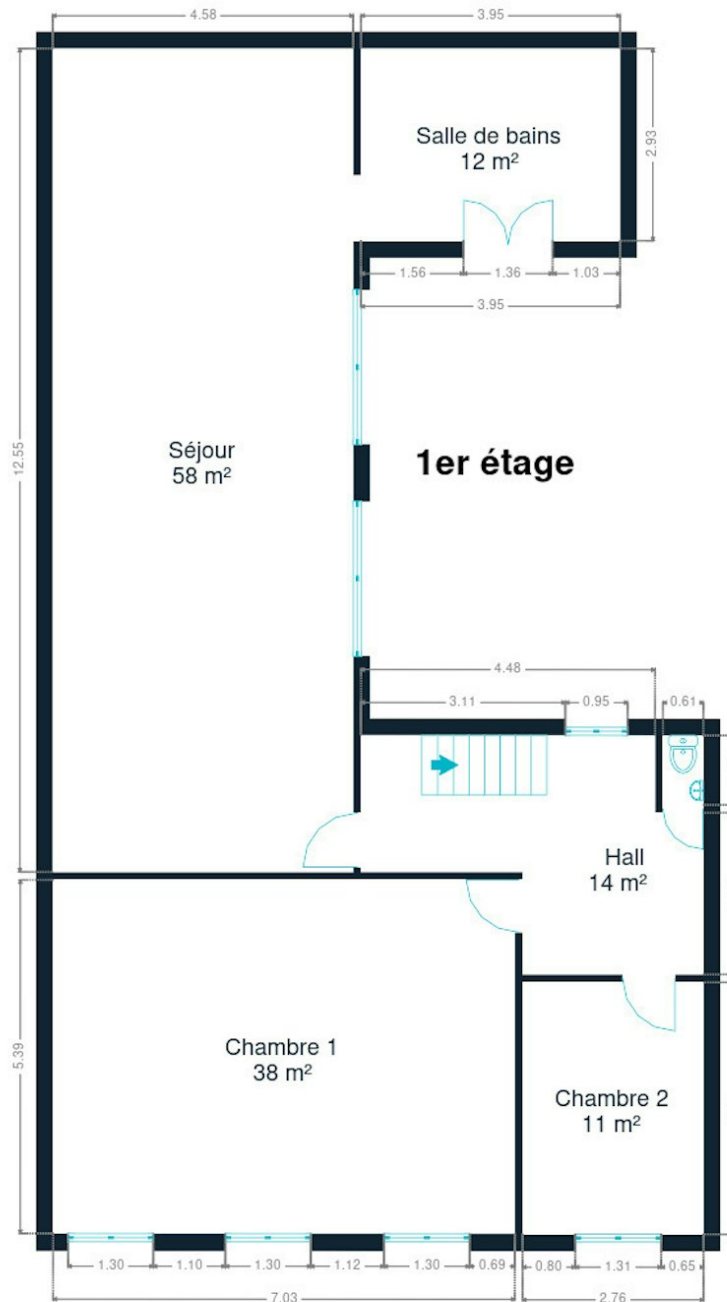 4.58
3.95
Salle de bains
12 m²
2.93
1.56
1.36
1.03
3.95
12.55
Séjour
58 m²
1er étage
4.48
3.11
0.95
0.61
Hall
14 m²
5.39
Chambre 1
38 m²
Chambre 2
11 m²
1.30
1.10
1.30
1.12
1.30
0.69
0.80
1.31
0.65
7.03
2.76